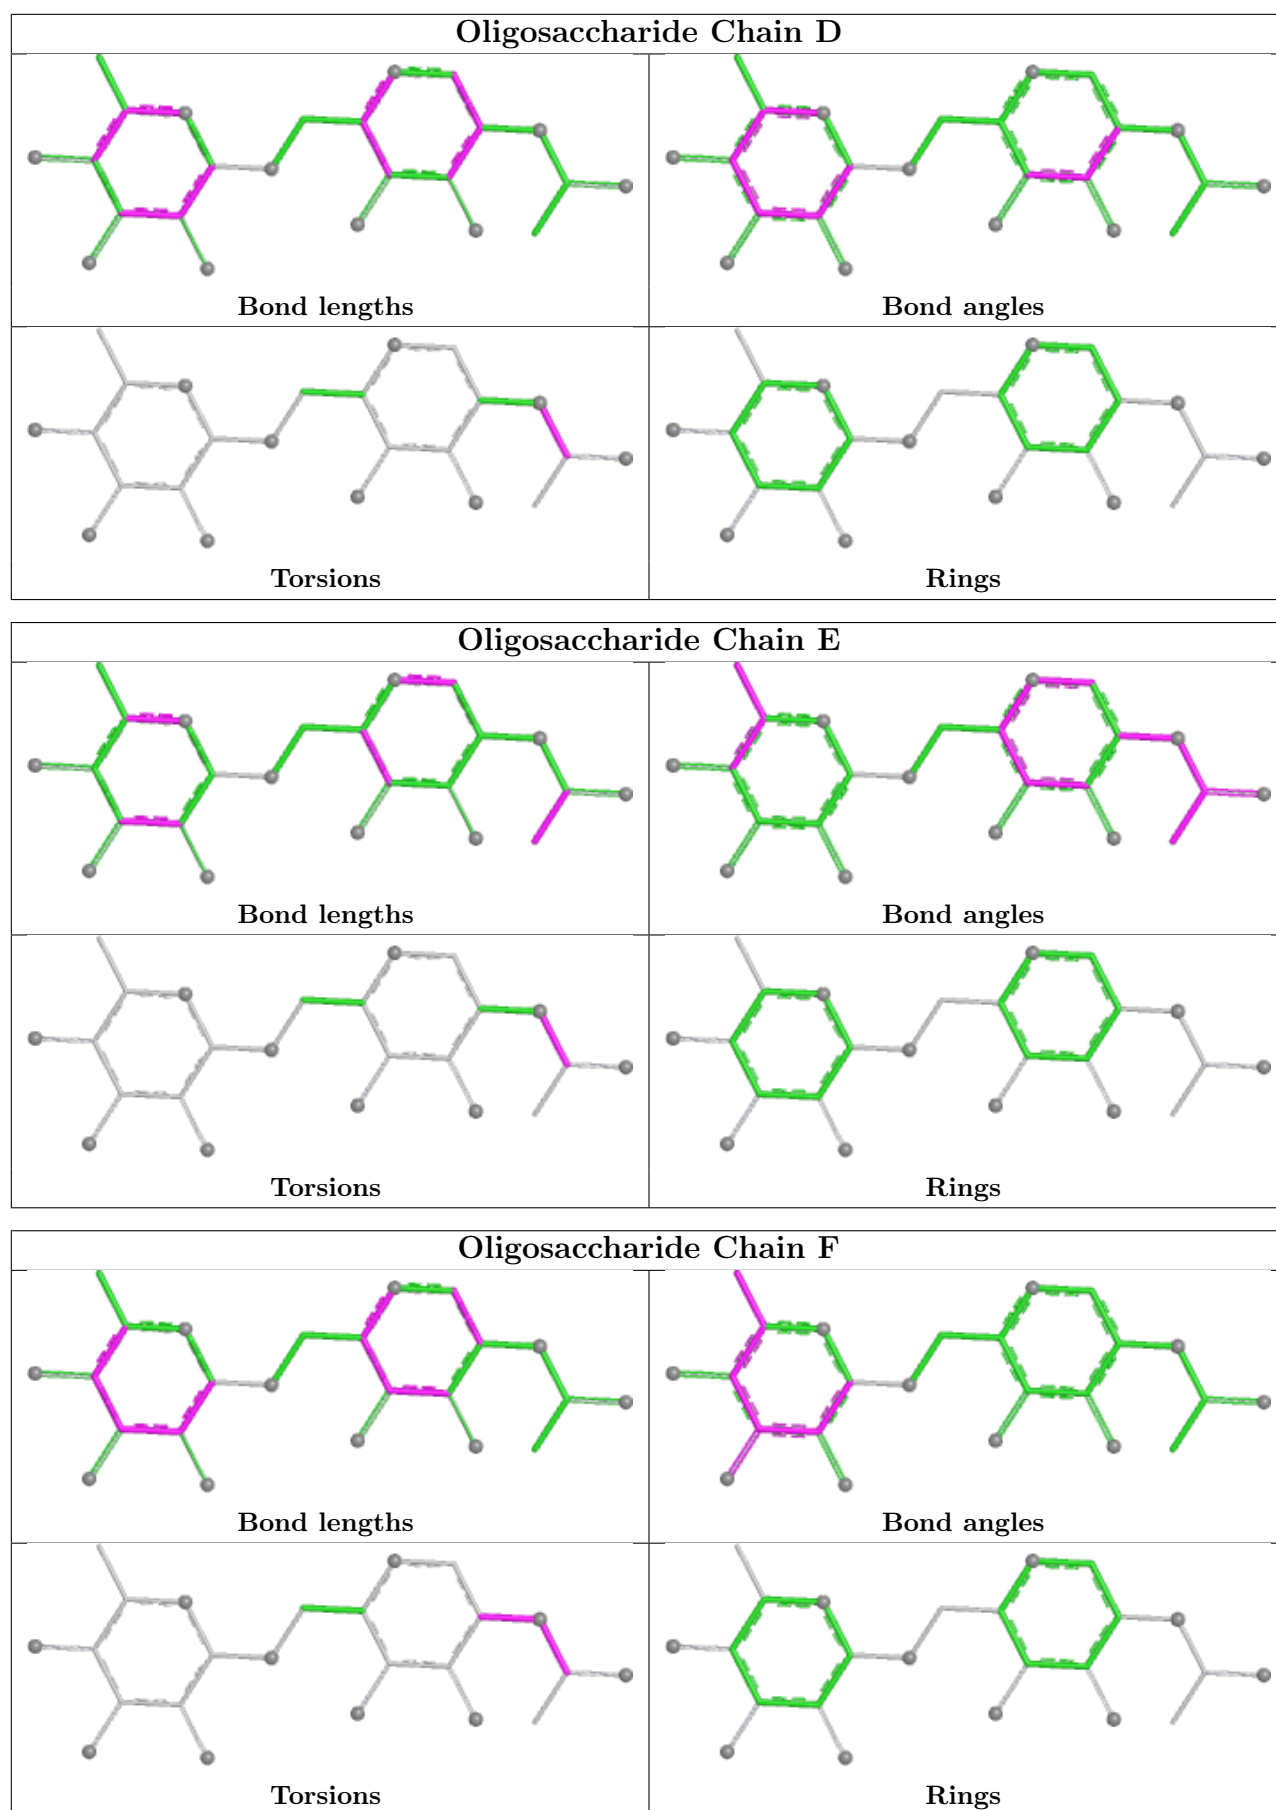 Oligosaccharide Chain D
Bond lengths
Bond angles
Torsions
Rings
Oligosaccharide Chain E
Bond lengths
Bond angles
Torsions
Rings
Oligosaccharide Chain F
Bond lengths
Bond angles
Torsions
Rings